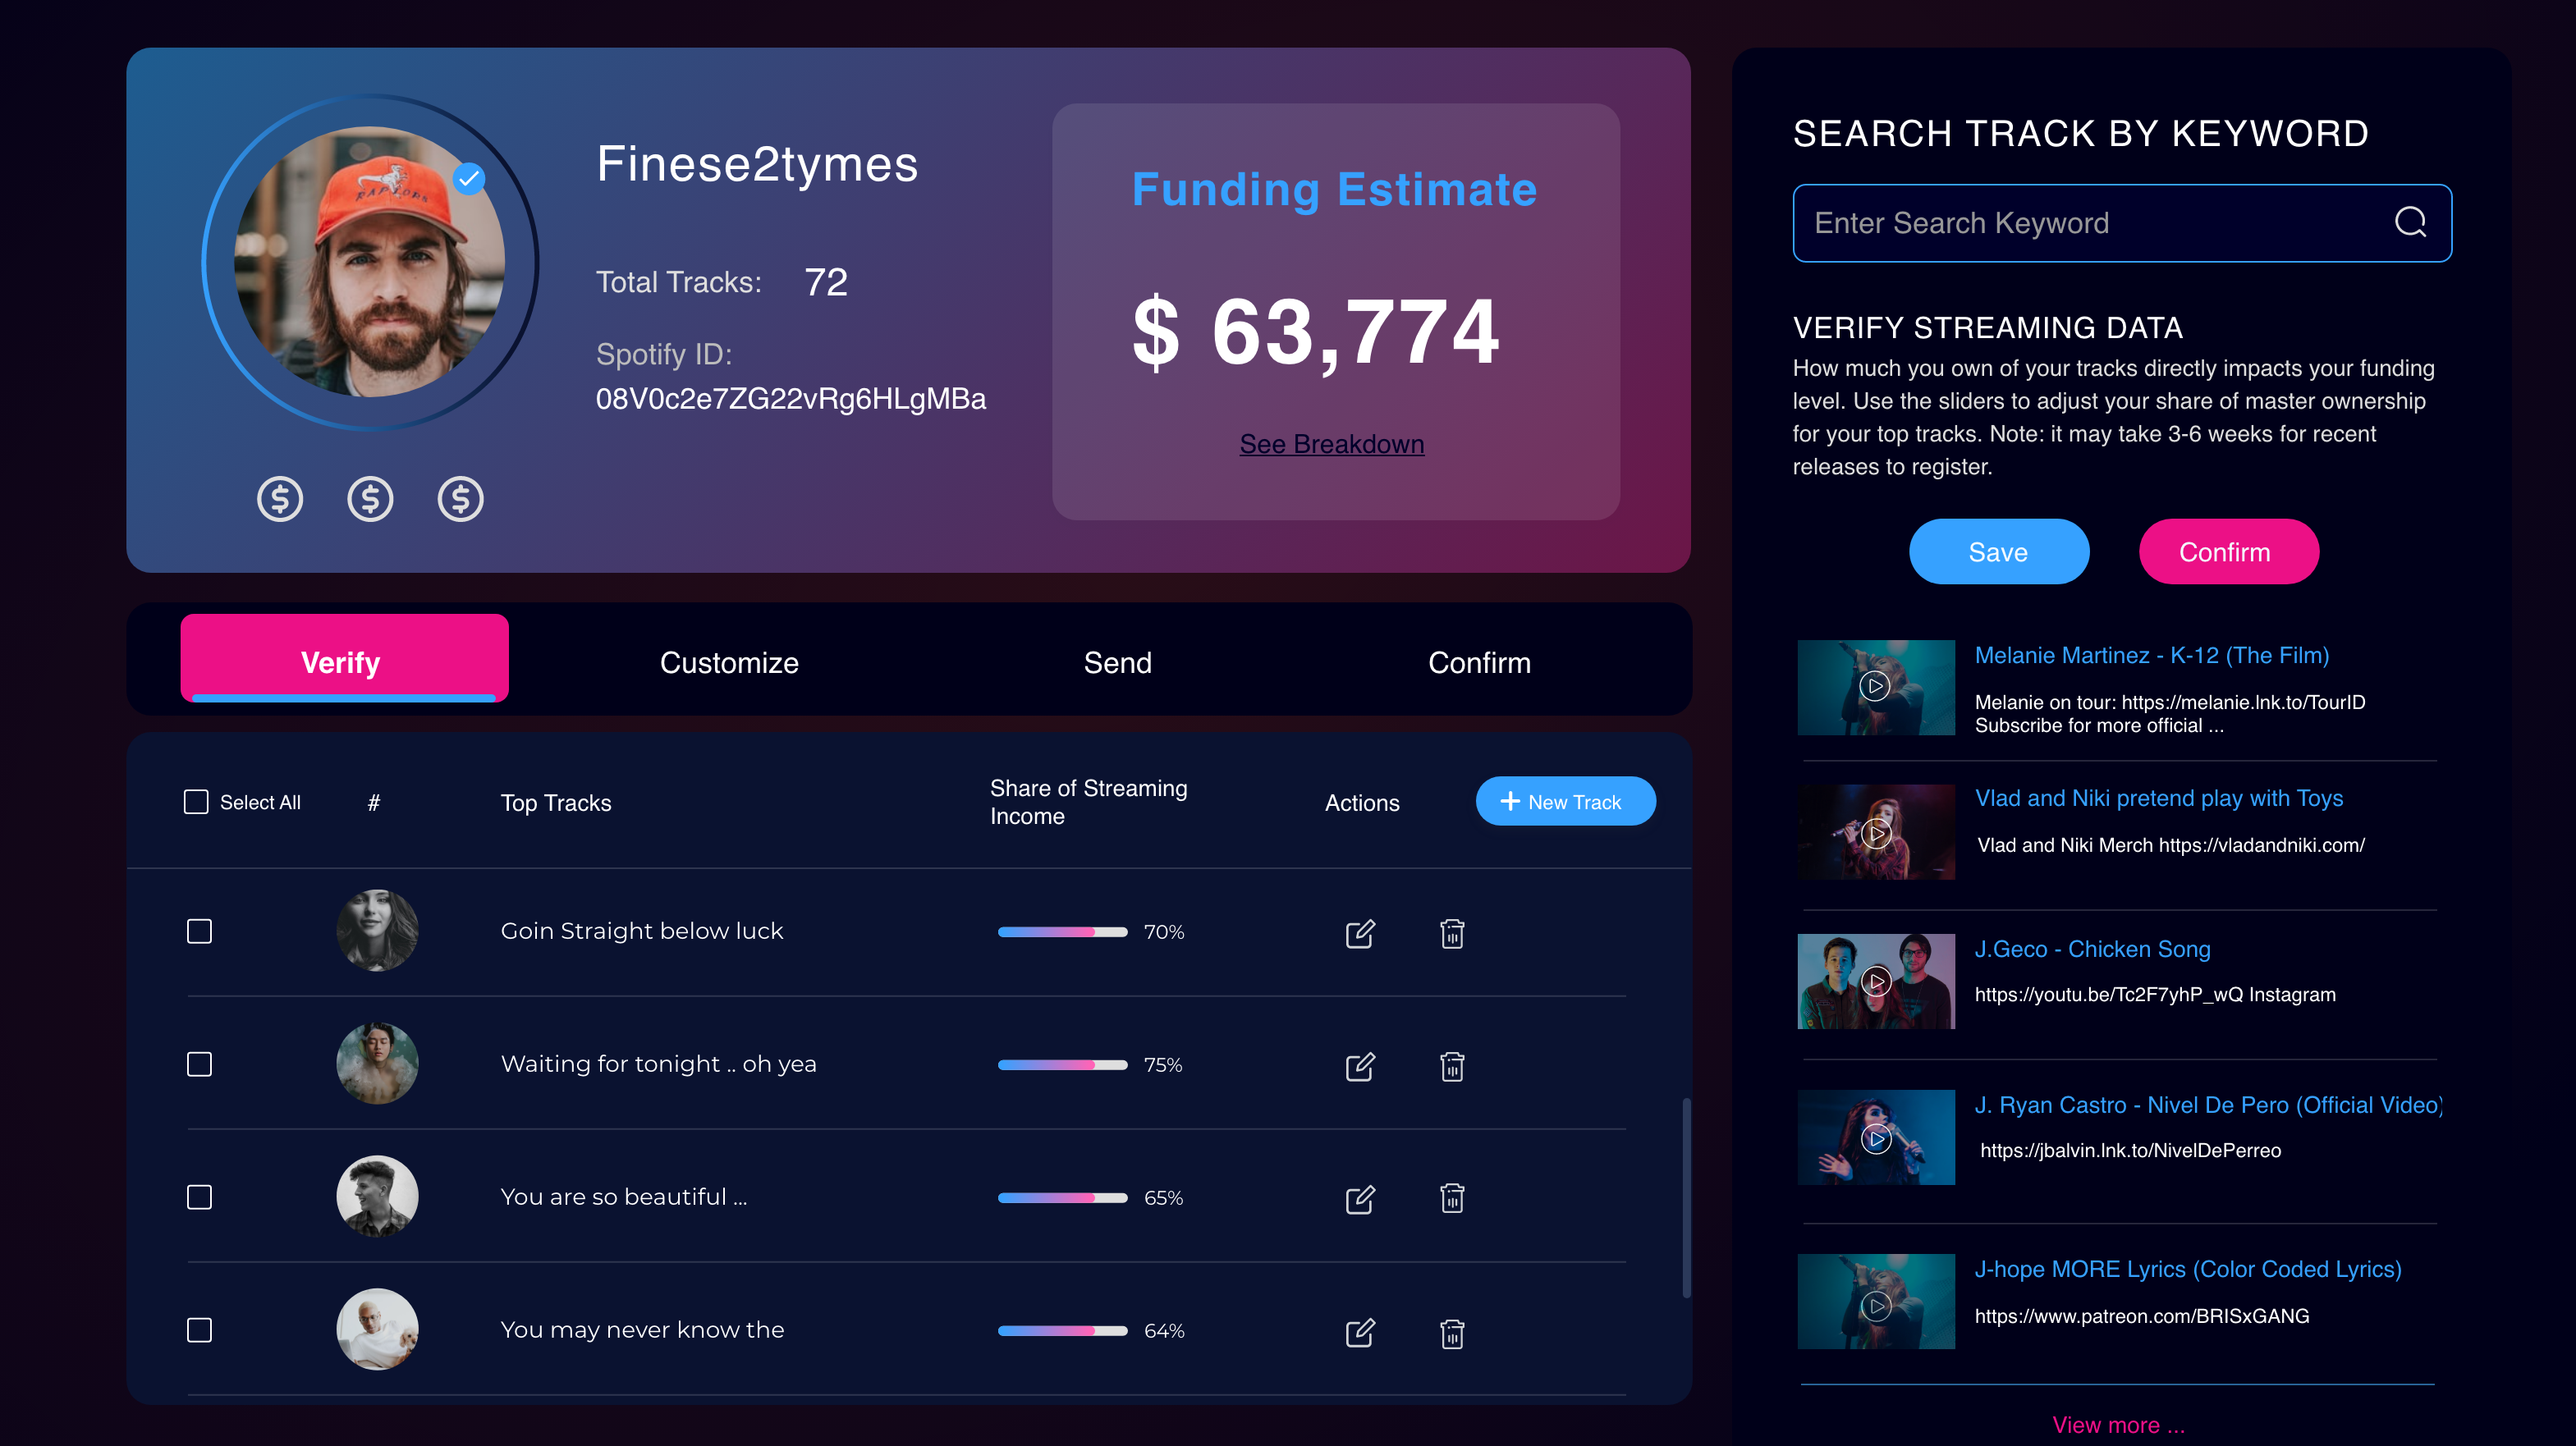 Finese2tymes
Total Tracks: 72
Spotify ID:
08V0c2e7ZG22vRg6HLgMBa
Funding Estimate
$ 63,774
See Breakdown
Verify
Customize
Send
Confirm
Select All
#
Top Tracks
Share of Streaming
Income
Actions
+ New Track
Goin Straight below luck
70%
Waiting for tonight .. oh yea
75%
You are so beautiful ...
65%
You may never know the
64%
SEARCH TRACK BY KEYWORD
Enter Search Keyword
VERIFY STREAMING DATA
How much you own of your tracks directly impacts your funding
level. Use the sliders to adjust your share of master ownership
for your top tracks. Note: it may take 3-6 weeks for recent
releases to register.
Save
Confirm
Melanie Martinez - K-12 (The Film)
Melanie on tour: https://melanie.lnk.to/TourID
Subscribe for more official ...
Vlad and Niki pretend play with Toys
Vlad and Niki Merch https://vladandniki.com/
J.Geco - Chicken Song
https://youtu.be/Tc2F7yhP_wQ Instagram
J. Ryan Castro - Nivel De Pero (Official Video)
https://jbalvin.lnk.to/NivelDePerreo
J-hope MORE Lyrics (Color Coded Lyrics)
https://www.patreon.com/BRISxGANG
View more ...